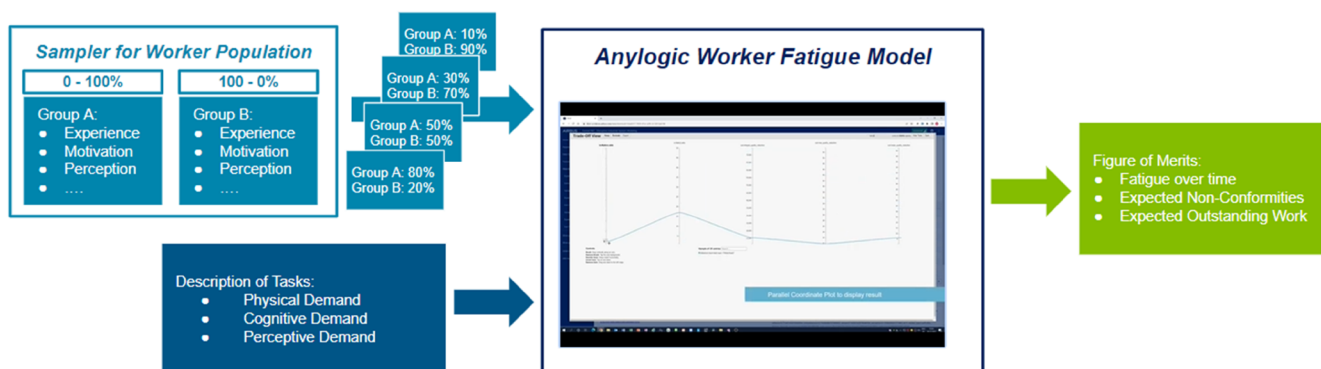 Sampler for Worker Population
0 - 100%
100 - 0%
Group A:
Experience
Motivation
Perception
....
Group B:
Experience
Motivation
Perception
....
Group A: 10%
Group B: 90%
Group A: 30%
Group B: 70%
Group A: 50%
Group B: 50%
Group A: 80%
Group B: 20%
Description of Tasks:
Physical Demand
Cognitive Demand
Perceptive Demand
Anylogic Worker Fatigue Model
Trade Off View
Parallel Coordinate Plot to display result
Figure of Merits:
Fatigue over time
Expected Non-Conformities
Expected Outstanding Work